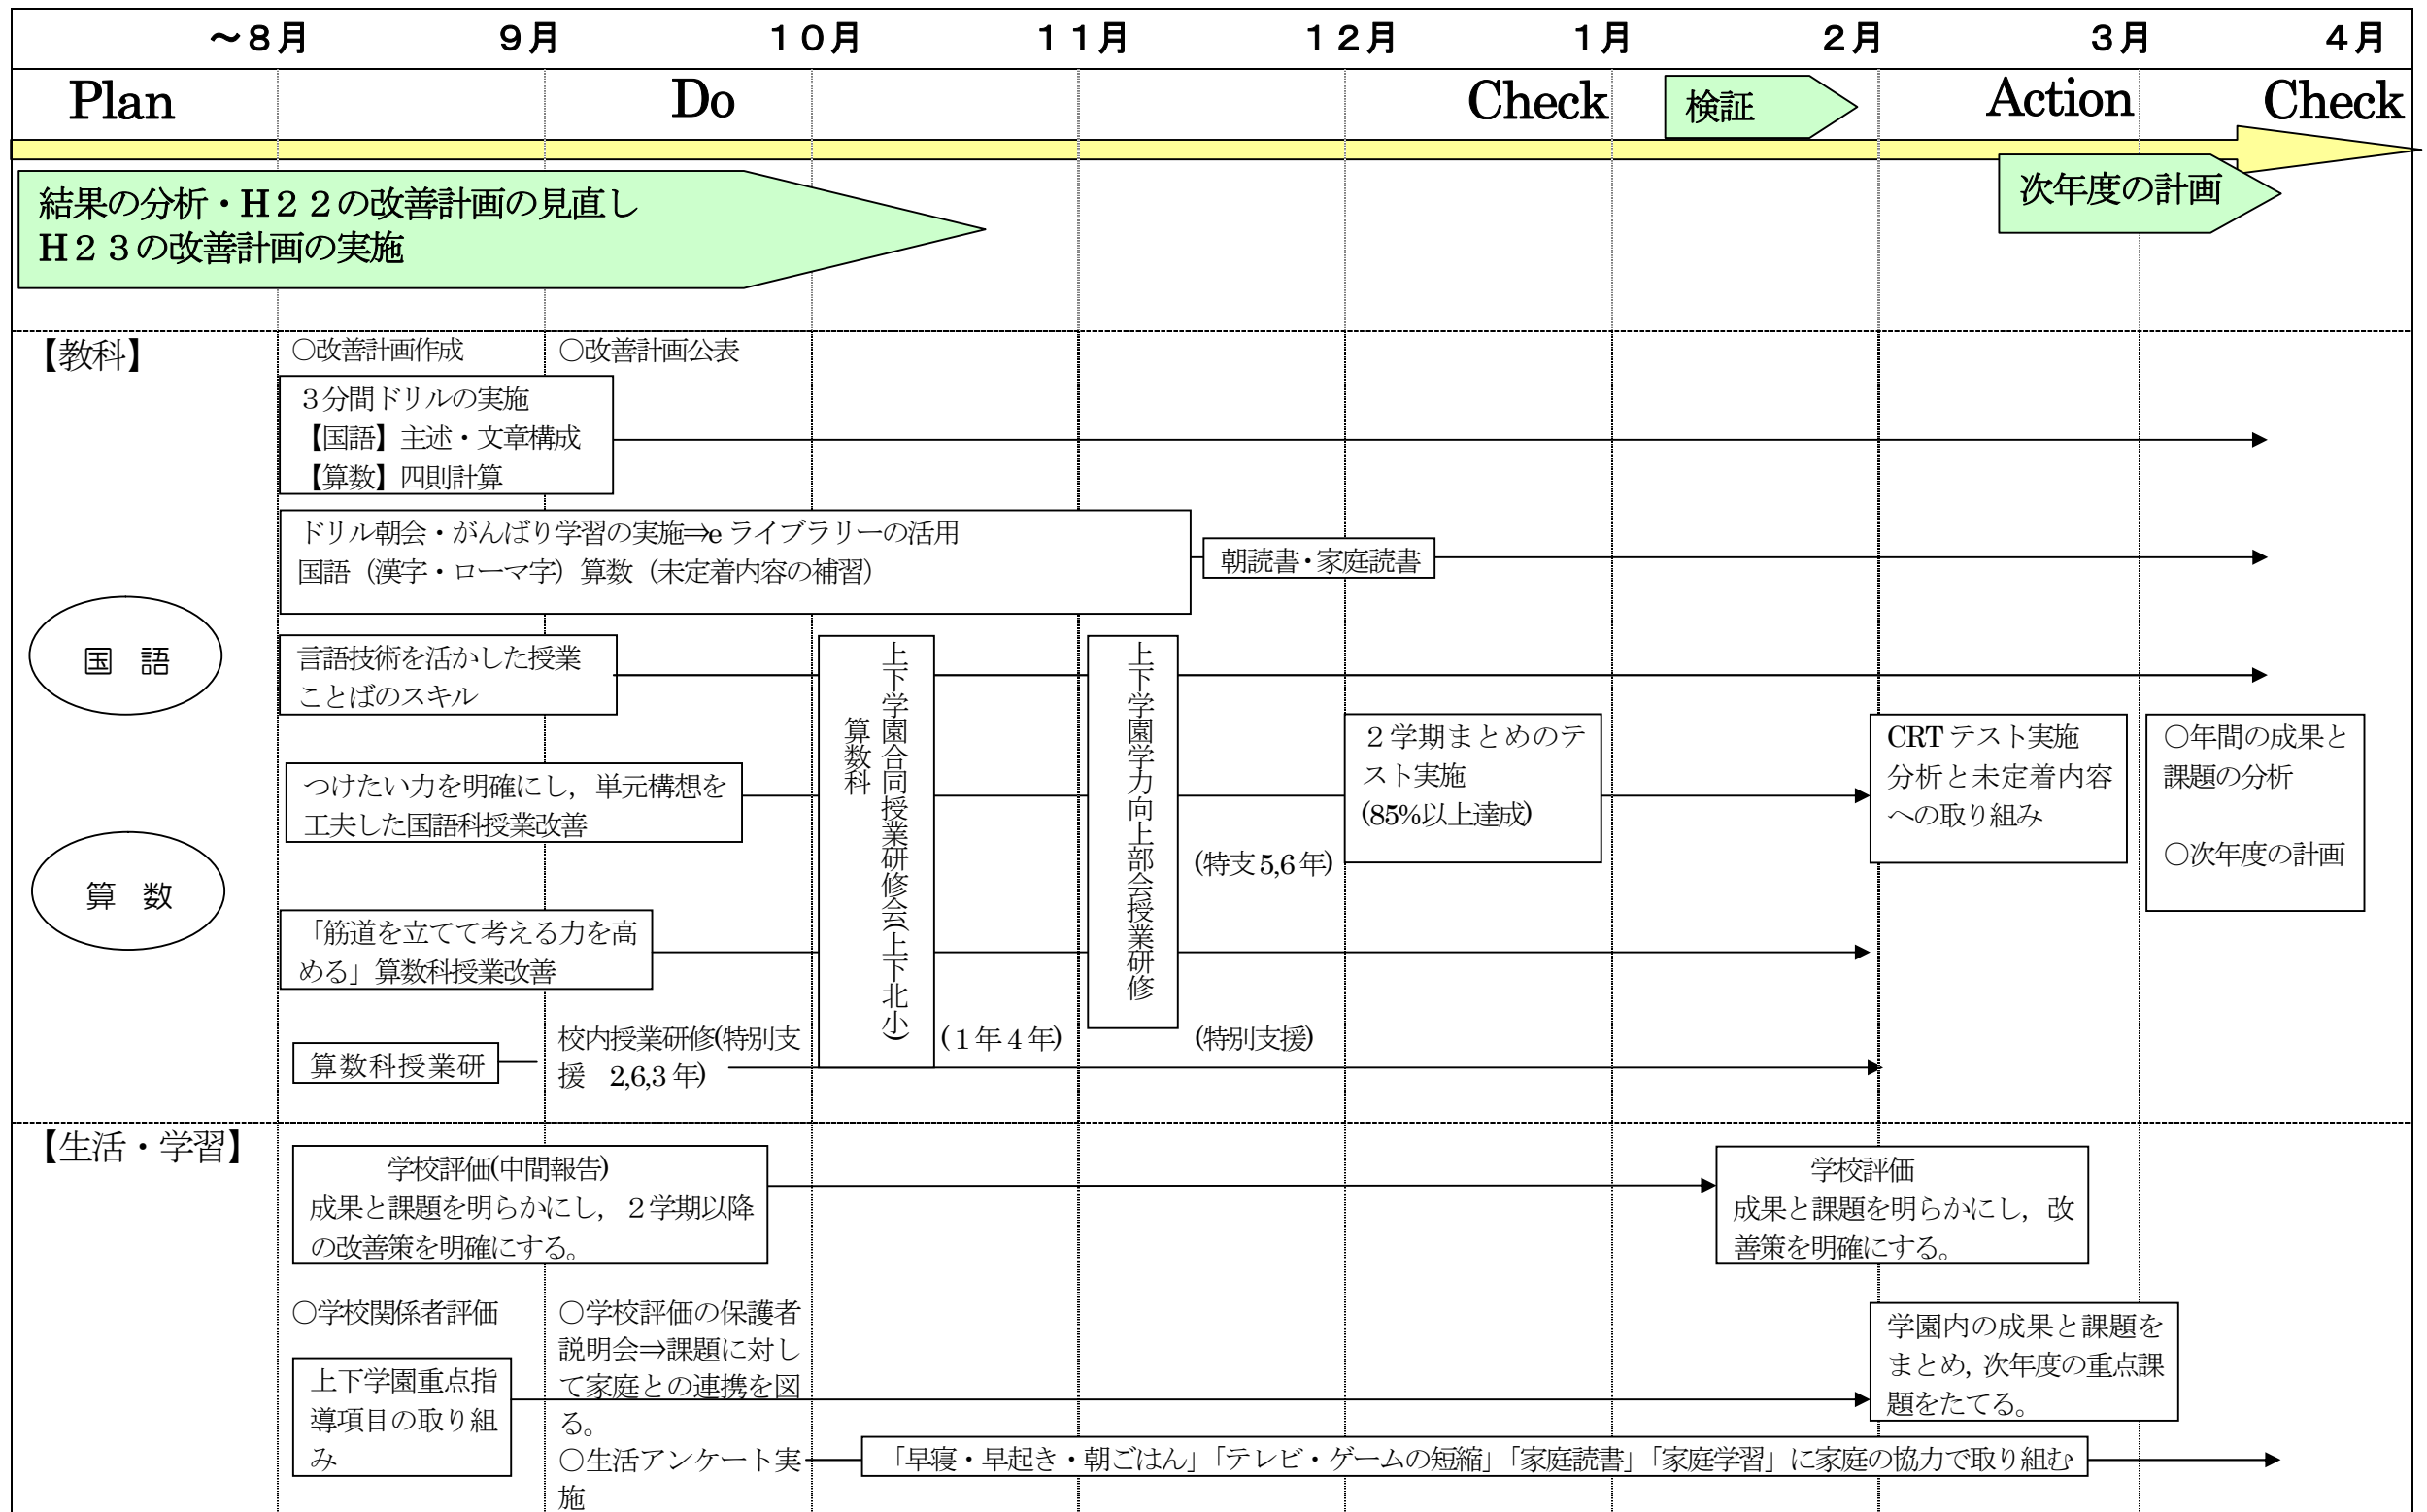 ～８月 ９月 １０月 １１月 １２月 １月 ２月 ３月 ４月
Plan Do Check 検証 Action Check
結果の分析・H２２の改善計画の見直し
H２３の改善計画の実施
次年度の計画
【教科】
○改善計画作成 ○改善計画公表
３分間ドリルの実施
【国語】主述・文章構成
【算数】四則計算
ドリル朝会・がんばり学習の実施⇒e ライブラリーの活用
国語（漢字・ローマ字）算数（未定着内容の補習）
朝読書・家庭読書
国 語
言語技術を活かした授業
ことばのスキル
上下学園合同授業研修会(上下北小)
算数科
上下学園学力向上部会授業研修
つけたい力を明確にし，単元構想を
工夫した国語科授業改善
(特支 5,6 年)
２学期まとめのテ
スト実施
(85%以上達成)
CRT テスト実施
分析と未定着内容
への取り組み
○年間の成果と
課題の分析
○次年度の計画
算 数
「筋道を立てて考える力を高
める」算数科授業改善
算数科授業研
校内授業研修(特別支
援　2,6,3 年)
(１年４年)
(特別支援)
【生活・学習】
学校評価(中間報告)
成果と課題を明らかにし，２学期以降
の改善策を明確にする。
学校評価
成果と課題を明らかにし，改
善策を明確にする。
○学校関係者評価
上下学園重点指
導項目の取り組
み
○学校評価の保護者
説明会⇒課題に対し
て家庭との連携を図
る。
○生活アンケート実
施
学園内の成果と課題を
まとめ，次年度の重点課
題をたてる。
「早寝・早起き・朝ごはん」「テレビ・ゲームの短縮」「家庭読書」「家庭学習」に家庭の協力で取り組む